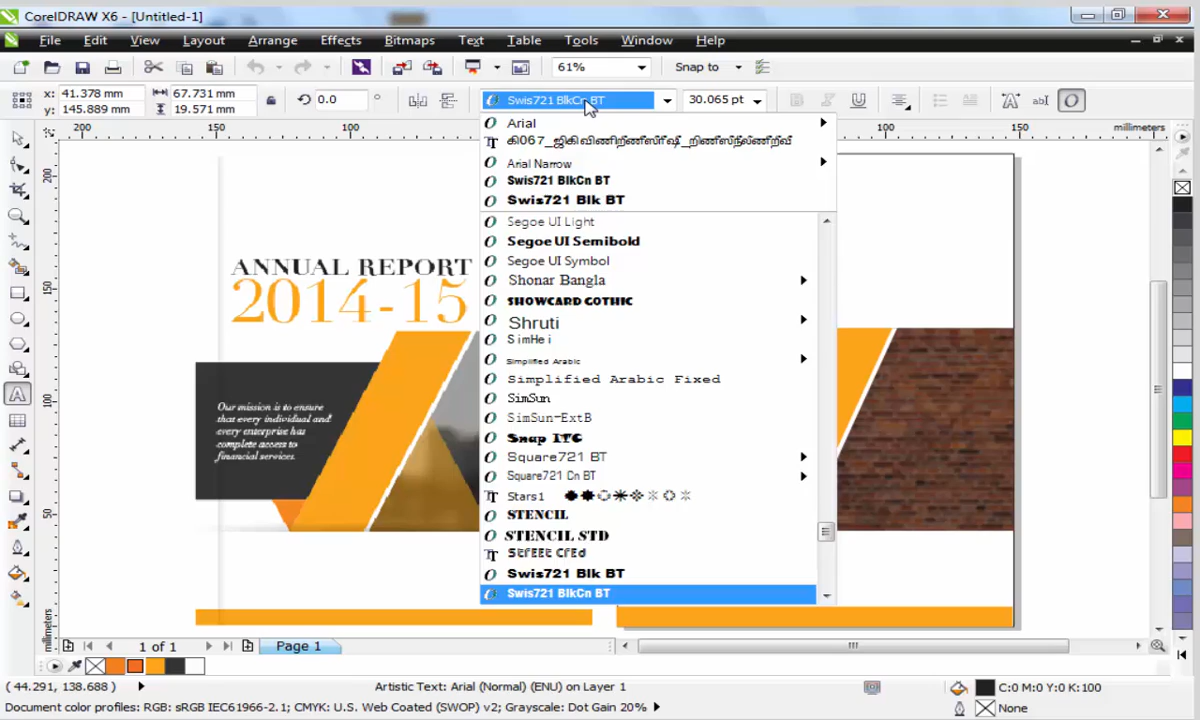 CorelDRAW X6 - [Untitled-1]
File Edit View Layout Arrange Effects Bitmaps Text Table Tools Window Help
61% Snap to
x: 41.378 mm 67.731 mm 0.0 ° Swis721 BlkCn BT 30.065 pt
y: 145.889 mm 19.571 mm
200 150 100 100 150 millimeters
Arial
Arial Narrow
Swis721 BlkCn BT
Swis721 Blk BT
Segoe UI Light
Segoe UI Semibold
Segoe UI Symbol
Shonar Bangla
SHOWCARD GOTHIC
Shruti
SimHei
Simplified Arabic
Simplified Arabic Fixed
SimSun
SimSun-ExtB
Snap ITC
Square721 BT
Square721 Cn BT
Stars1
STENCIL
STENCIL STD
Street Cred
Swis721 Blk BT
Swis721 BlkCn BT
200
150
100
50
millimeters
ANNUAL REPORT
2014-15
Our mission is to ensure
that every individual and
every enterprise has
complete access to
financial services.
1 of 1 Page 1
( 44.291, 138.688 ) Artistic Text: Arial (Normal) (ENU) on Layer 1 C:0 M:0 Y:0 K:100
Document color profiles: RGB: sRGB IEC61966-2.1; CMYK: U.S. Web Coated (SWOP) v2; Grayscale: Dot Gain 20% None